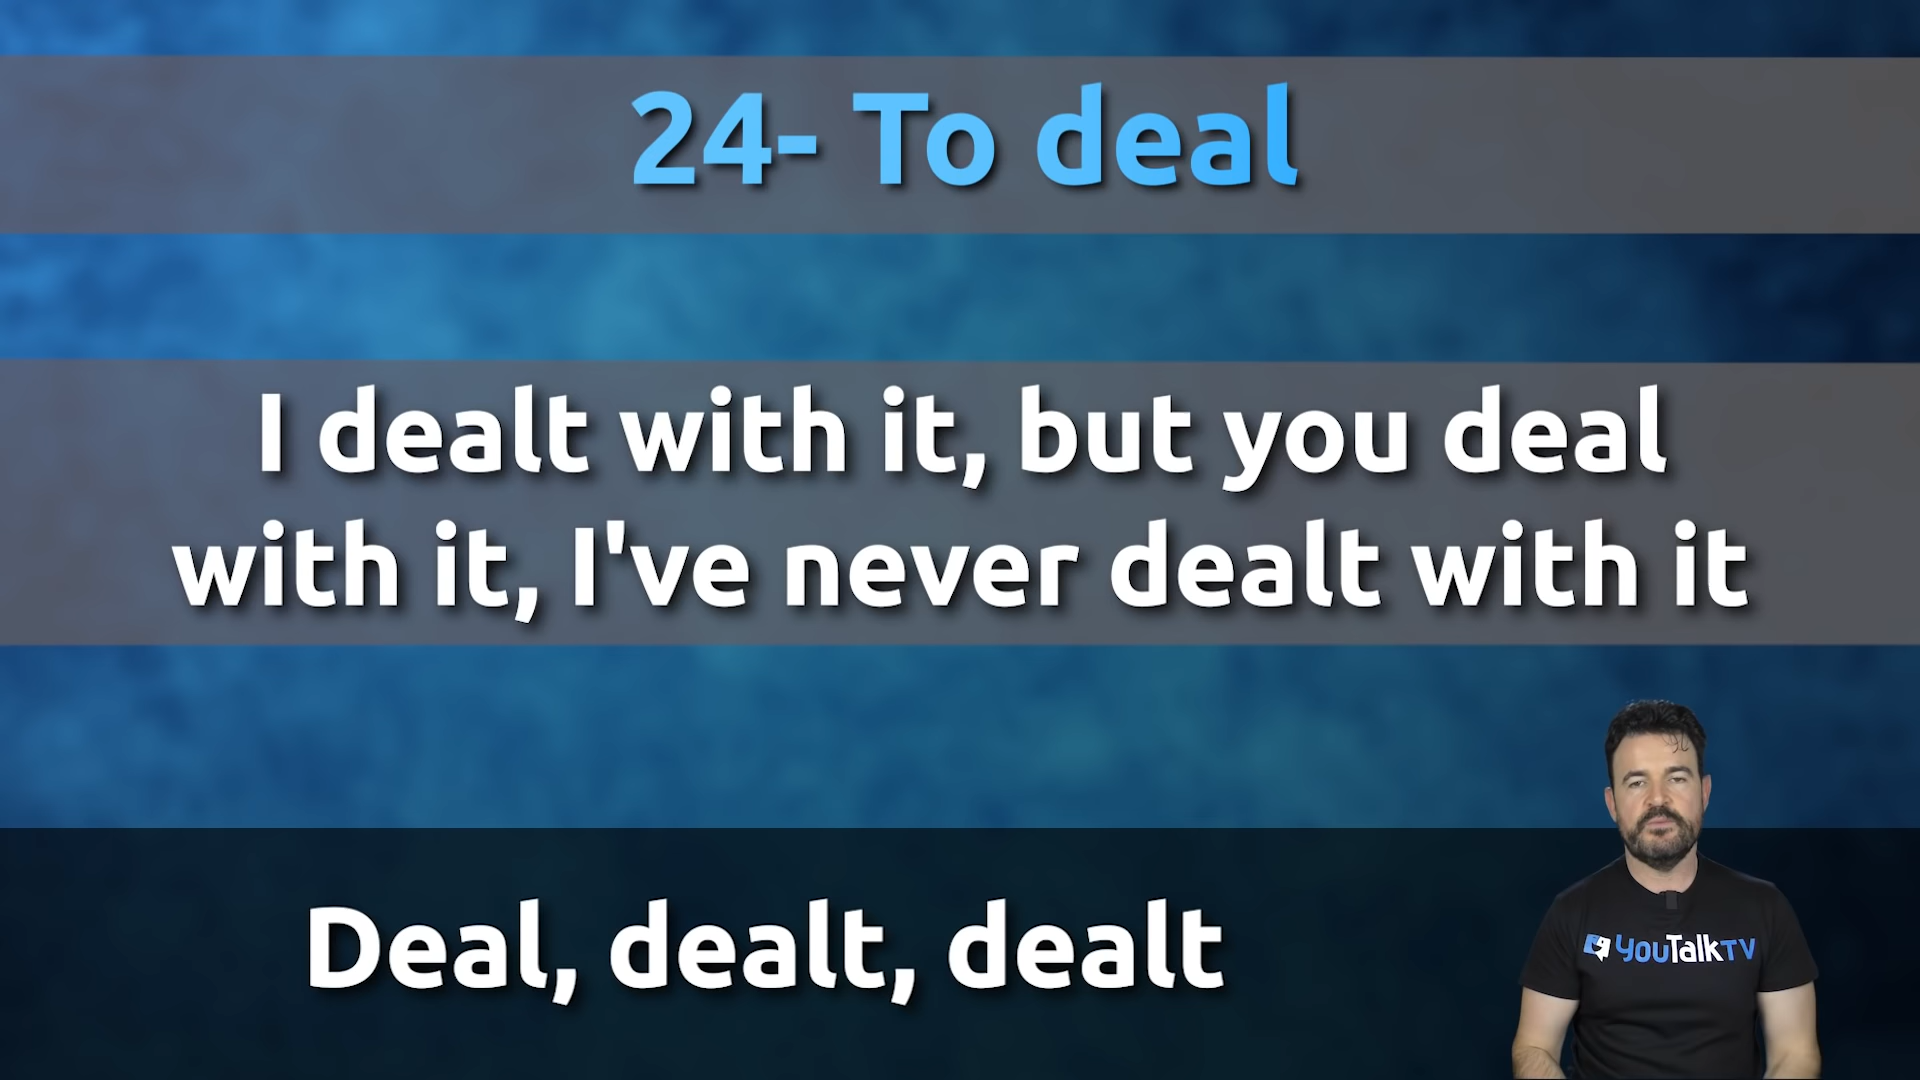 24- To deal
I dealt with it, but you deal
with it, I've never dealt with it
Deal, dealt, dealt
YouTalkTV